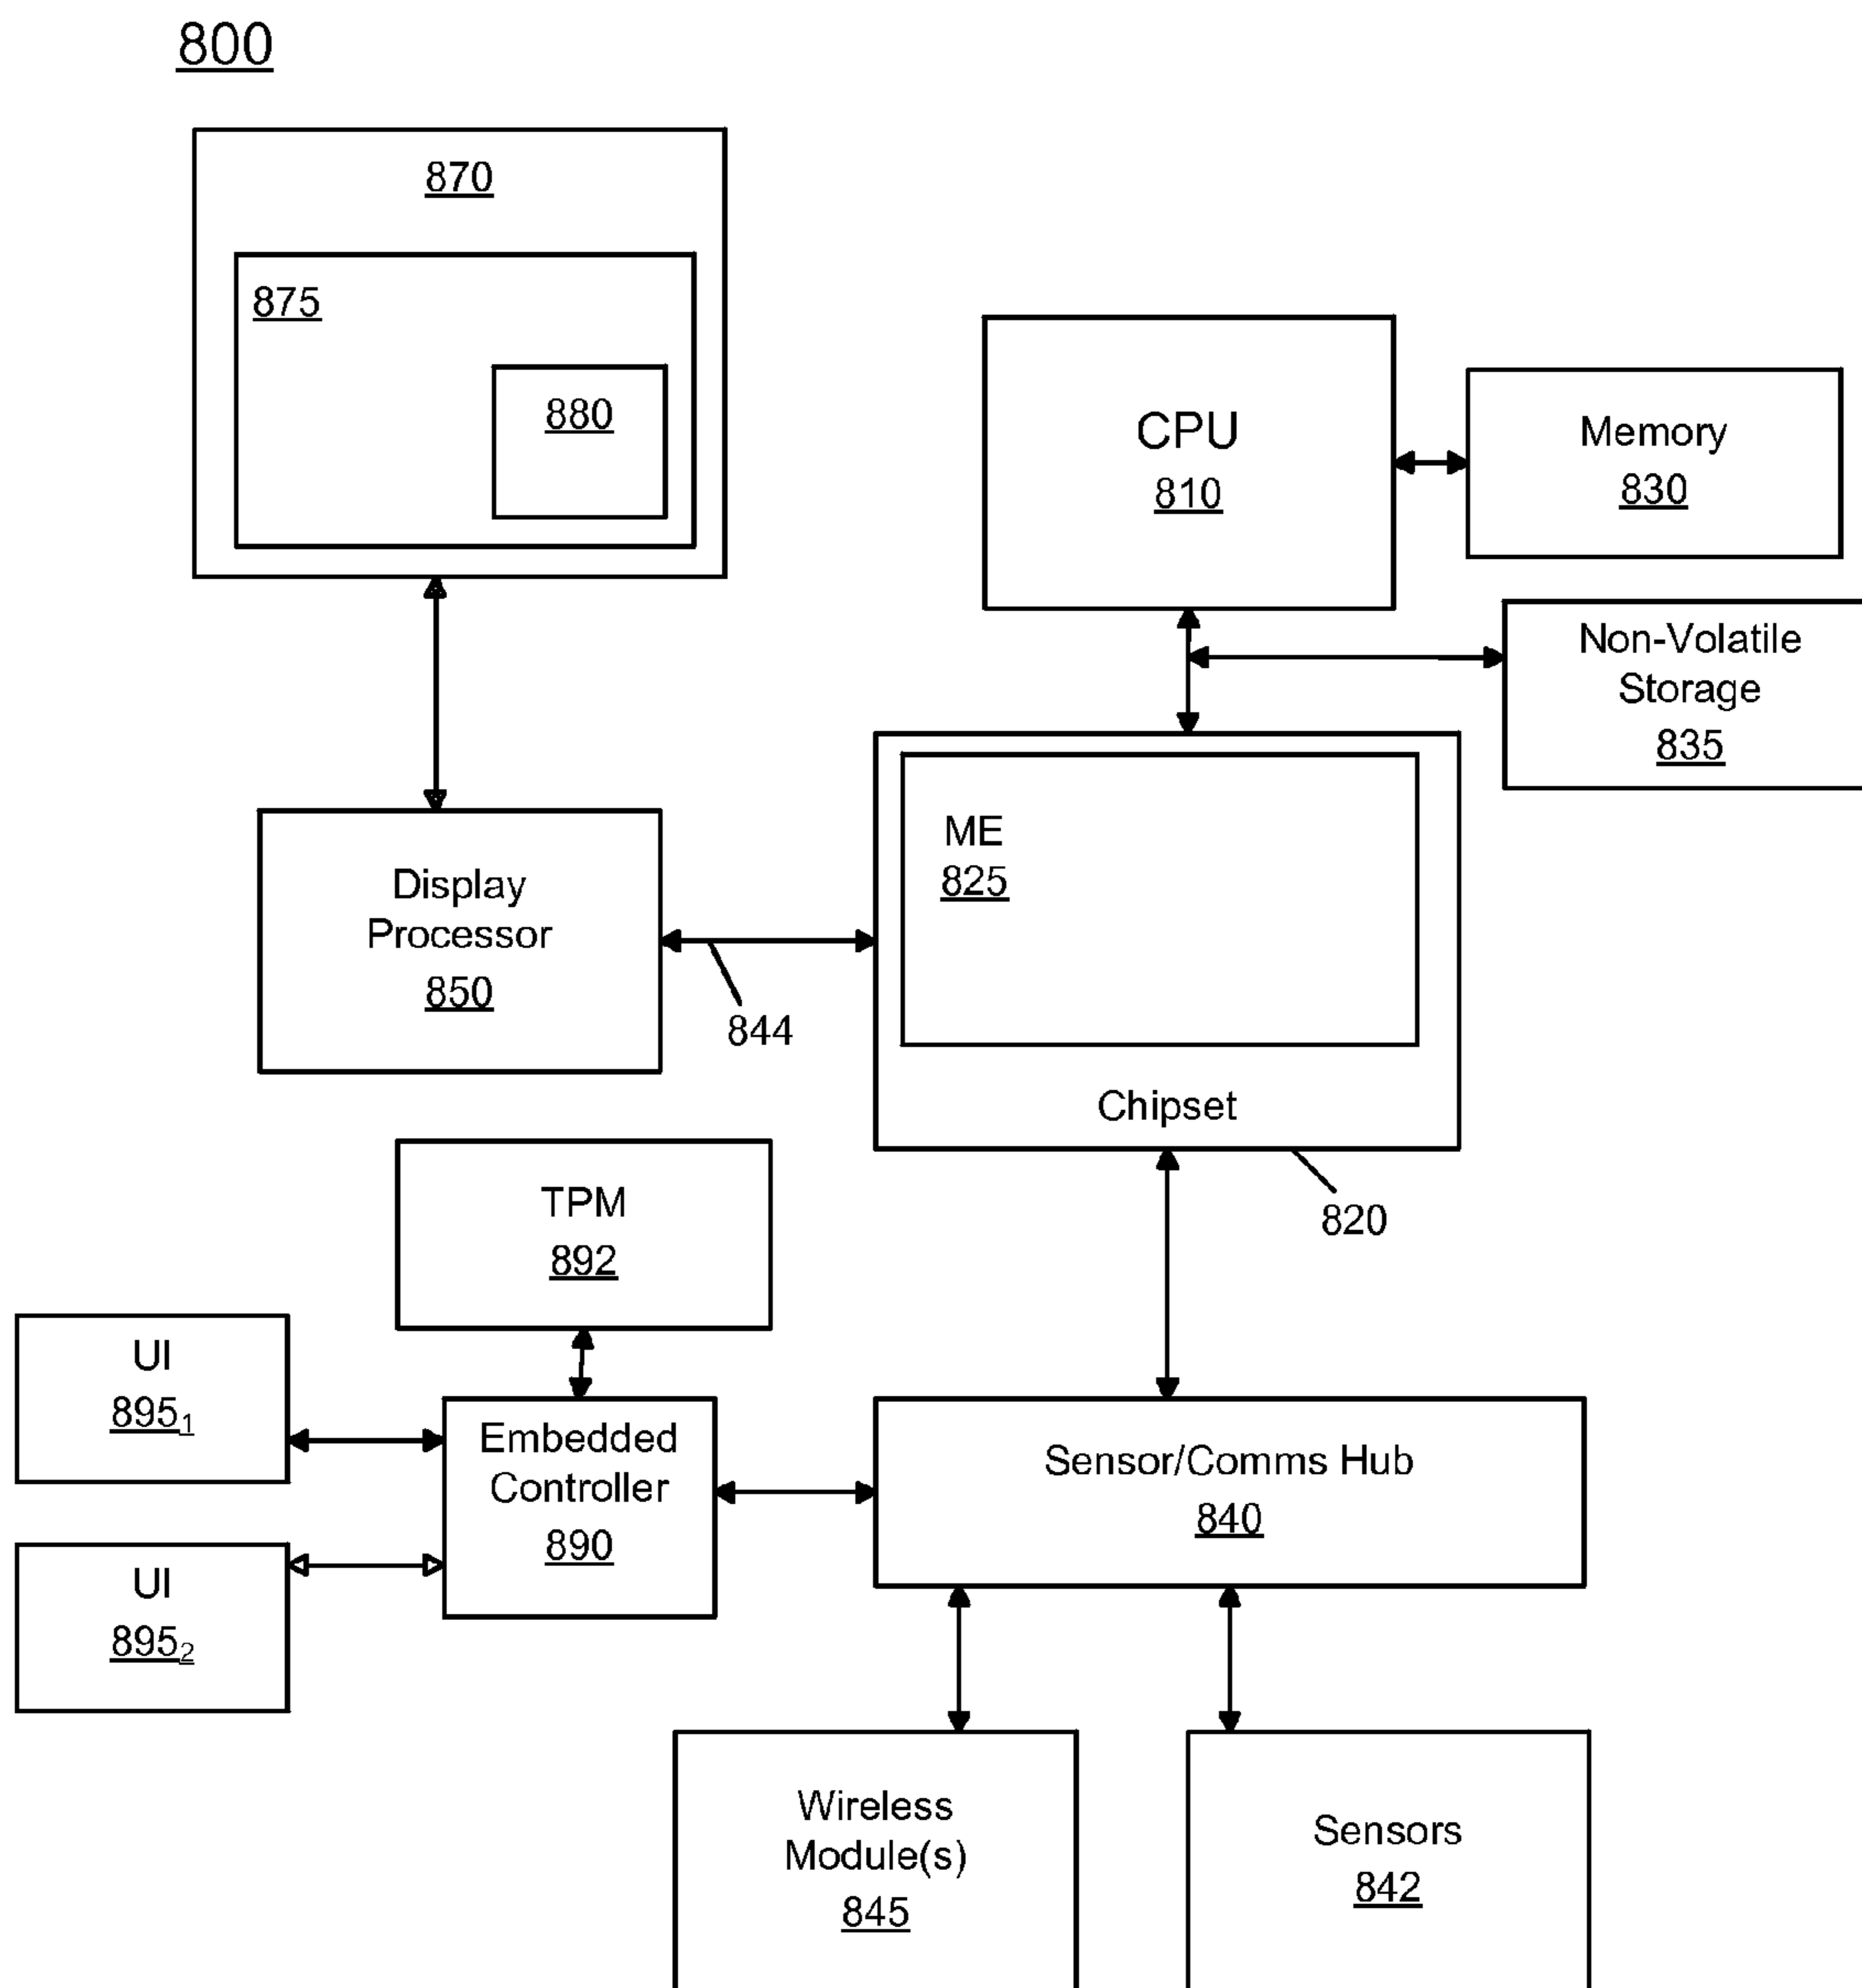 800
870
875
880
CPU
810
Memory
830
Non-Volatile
Storage
835
ME
825
Display
Processor
850
844
Chipset
820
TPM
892
UI
895₁
Embedded
Controller
890
Sensor/Comms Hub
840
UI
895₂
Wireless
Module(s)
845
Sensors
842